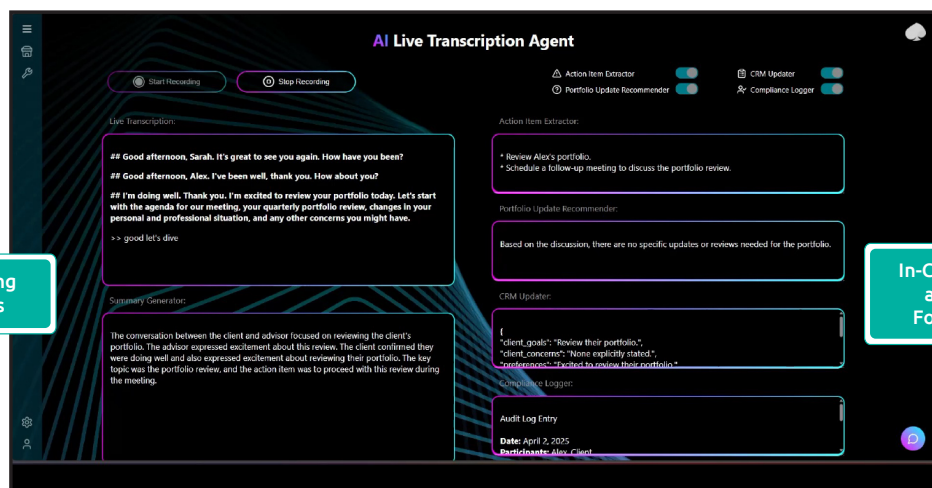 AI Live Transcription Agent
Start Recording
Stop Recording
Action Item Extractor
CRM Updater
Portfolio Update Recommender
Compliance Logger
Live Transcription:
## Good afternoon, Sarah. It's great to see you again. How have you been?
## Good afternoon, Alex. I've been well, thank you. How about you?
## I'm doing well. Thank you. I'm excited to review your portfolio today. Let's start
with the agenda for our meeting, your quarterly portfolio review, changes in your
personal and professional situation, and any other concerns you might have.
>> good let's dive
Summary Generator:
The conversation between the client and advisor focused on reviewing the client's
portfolio. The advisor expressed excitement about this review. The client confirmed they
were doing well and also expressed excitement about reviewing their portfolio. The key
topic was the portfolio review, and the action item was to proceed with this review during
the meeting.
Action Item Extractor:
* Review Alex's portfolio.
* Schedule a follow-up meeting to discuss the portfolio review.
Portfolio Update Recommender:
Based on the discussion, there are no specific updates or reviews needed for the portfolio.
CRM Updater:
{
"client_goals": "Review their portfolio.",
"client_concerns": "None explicitly stated.",
"preferences": "Excited to review their portfolio."
Compliance Logger:
Audit Log Entry
Date: April 2, 2025
Participants: Alex, Client